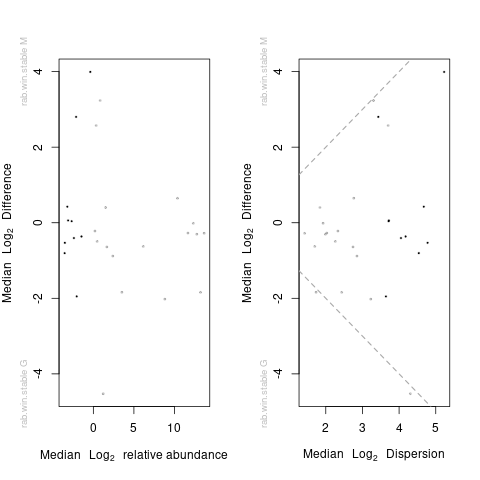 rab.win.stable M
4
2
0
-2
-4
Median Log2 Difference
rab.win.stable G
0 5 10
Median Log2 relative abundance
rab.win.stable M
4
2
0
-2
-4
Median Log2 Difference
rab.win.stable G
2 3 4 5
Median Log2 Dispersion